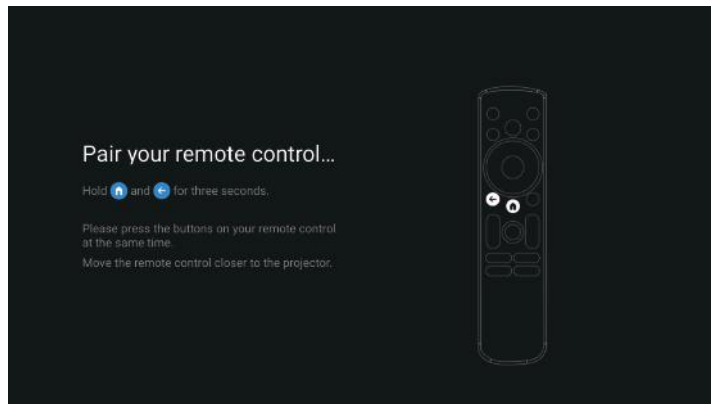 Pair your remote control...
Hold and for three seconds.
Please press the buttons on your remote control
at the same time.
Move the remote control closer to the projector.